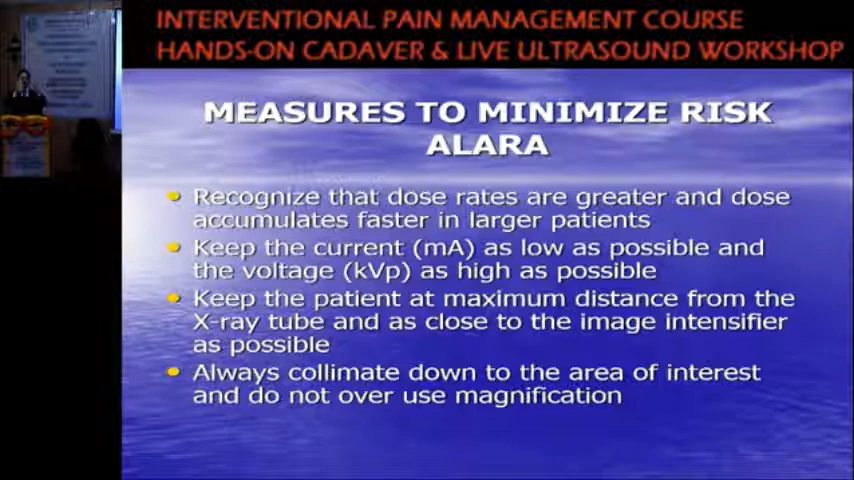 INTERVENTIONAL PAIN MANAGEMENT COURSE
HANDS-ON CADAVER & LIVE ULTRASOUND WORKSHOP
MEASURES TO MINIMIZE RISK
ALARA
Recognize that dose rates are greater and dose
accumulates faster in larger patients
Keep the current (mA) as low as possible and
the voltage (kVp) as high as possible
Keep the patient at maximum distance from the
X-ray tube and as close to the image intensifier
as possible
Always collimate down to the area of interest
and do not over use magnification